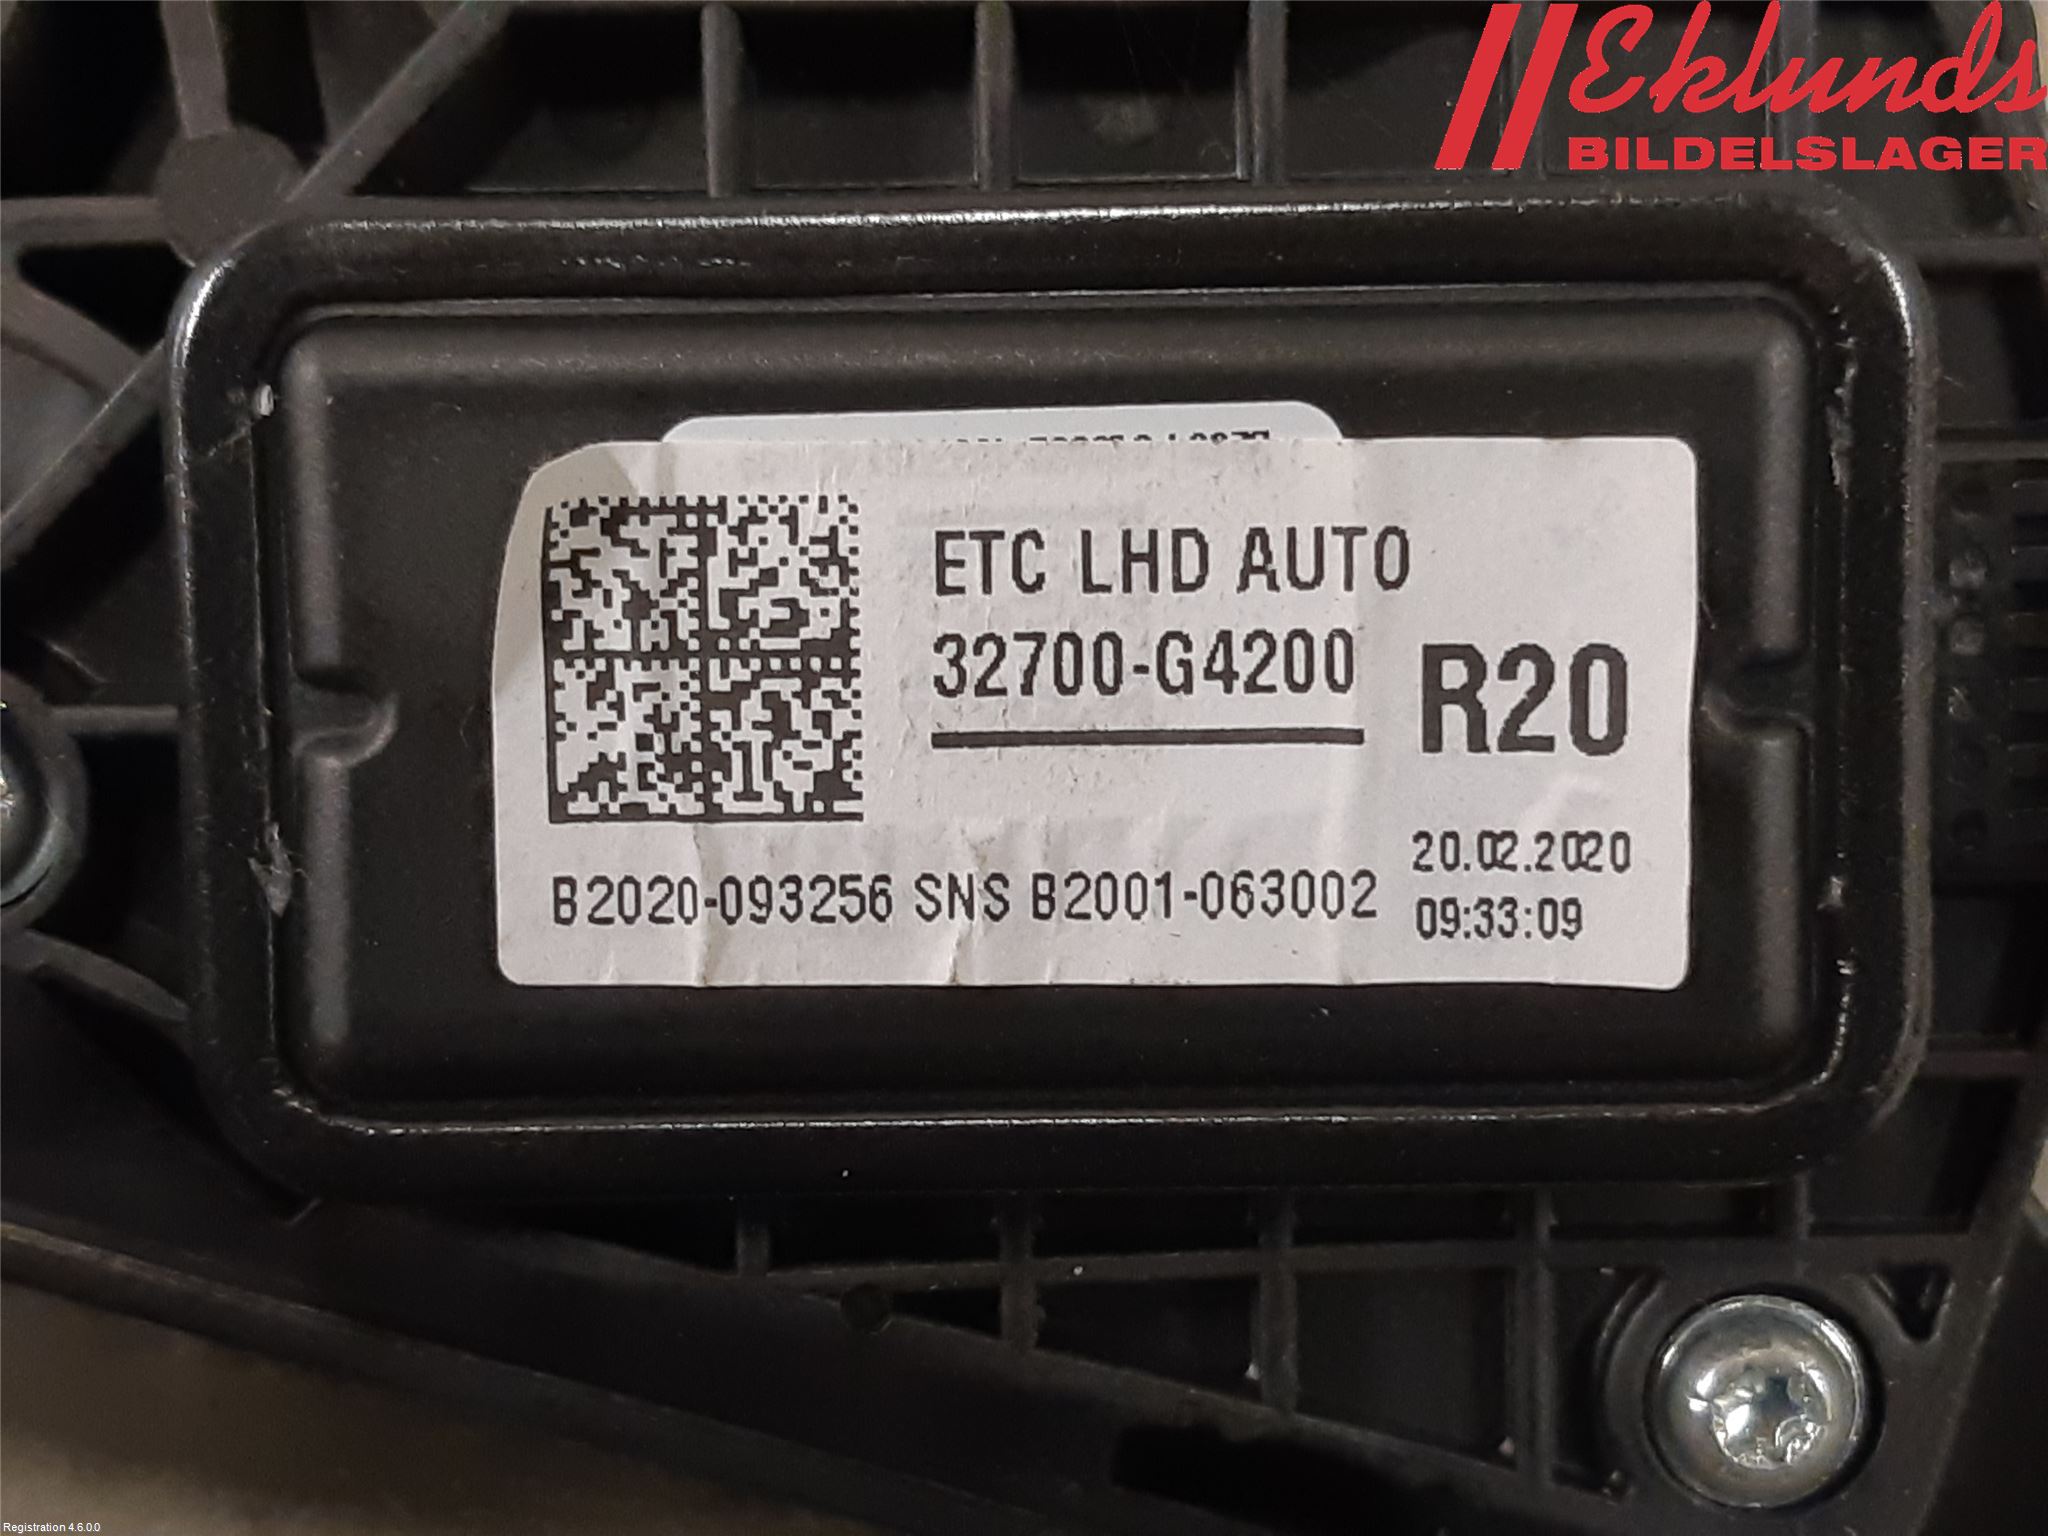 Eklunds
BILDELSLAGER
ETC LHD AUTO
32700-G4200
R20
20.02.2020
B2020-093256 SNS B2001-063002
09:33:09
Registration 4.6.0.0